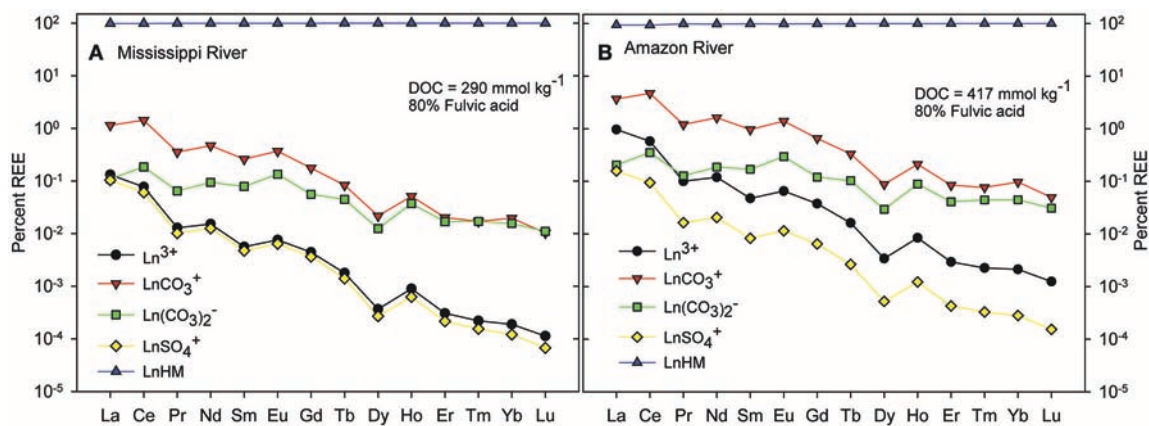 A Mississippi River
DOC = 290 mmol kg⁻¹
80% Fulvic acid
Percent REE
10²
10¹
10⁰
10⁻¹
10⁻²
10⁻³
10⁻⁴
10⁻⁵
Ln³⁺
LnCO₃⁺
Ln(CO₃)₂⁻
LnSO₄⁺
LnHM
La Ce Pr Nd Sm Eu Gd Tb Dy Ho Er Tm Yb Lu
B Amazon River
DOC = 417 mmol kg⁻¹
80% Fulvic acid
Ln³⁺
LnCO₃⁺
Ln(CO₃)₂⁻
LnSO₄⁺
LnHM
La Ce Pr Nd Sm Eu Gd Tb Dy Ho Er Tm Yb Lu
10²
10¹
10⁰
10⁻¹
10⁻²
10⁻³
10⁻⁴
10⁻⁵
Percent REE